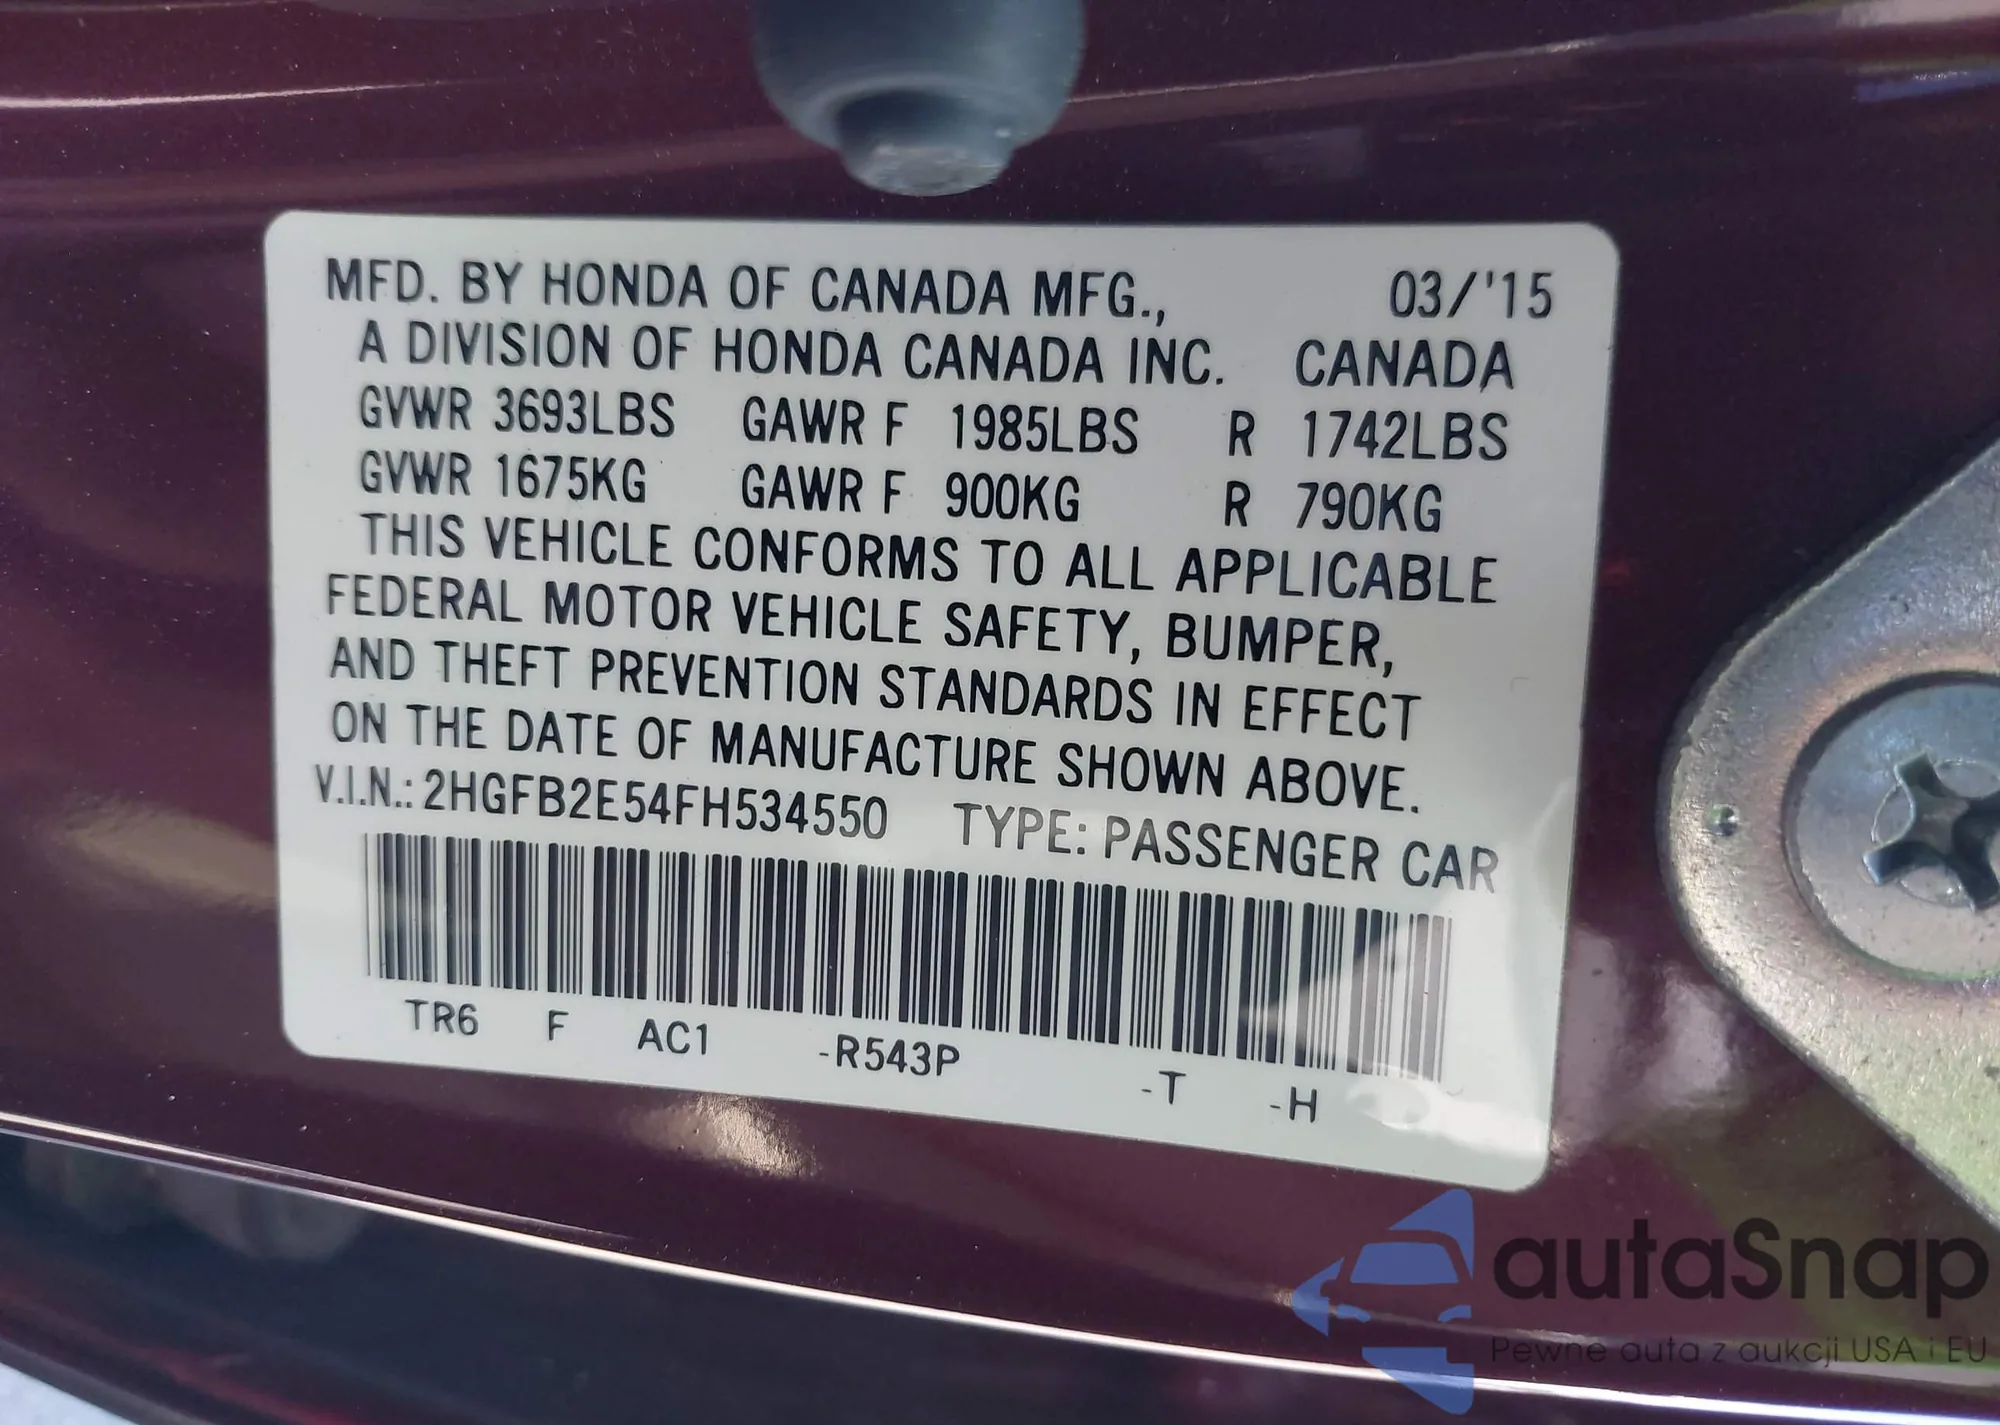 MFD. BY HONDA OF CANADA MFG., 03/'15
A DIVISION OF HONDA CANADA INC. CANADA
GVWR 3693LBS GAWR F 1985LBS R 1742LBS
GVWR 1675KG GAWR F 900KG R 790KG
THIS VEHICLE CONFORMS TO ALL APPLICABLE
FEDERAL MOTOR VEHICLE SAFETY, BUMPER,
AND THEFT PREVENTION STANDARDS IN EFFECT
ON THE DATE OF MANUFACTURE SHOWN ABOVE.
V.I.N.: 2HGFB2E54FH534550 TYPE: PASSENGER CAR
TR6 F AC1 -R543P -T -H
autaSnap
Pewne auta z aukcji USA i EU